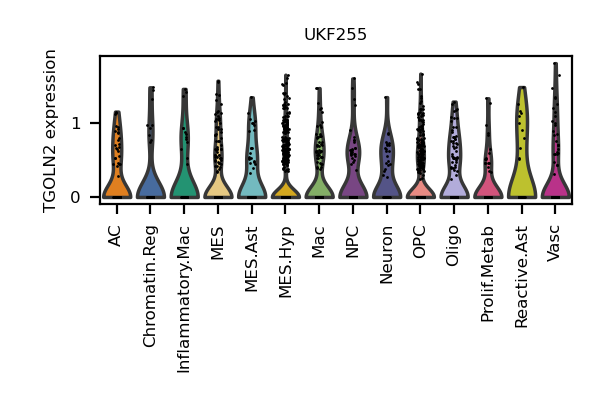 UKF255
TGOLN2 expression
1
0
AC
Chromatin.Reg
Inflammatory.Mac
MES
MES.Ast
MES.Hyp
Mac
NPC
Neuron
OPC
Oligo
Prolif.Metab
Reactive.Ast
Vasc